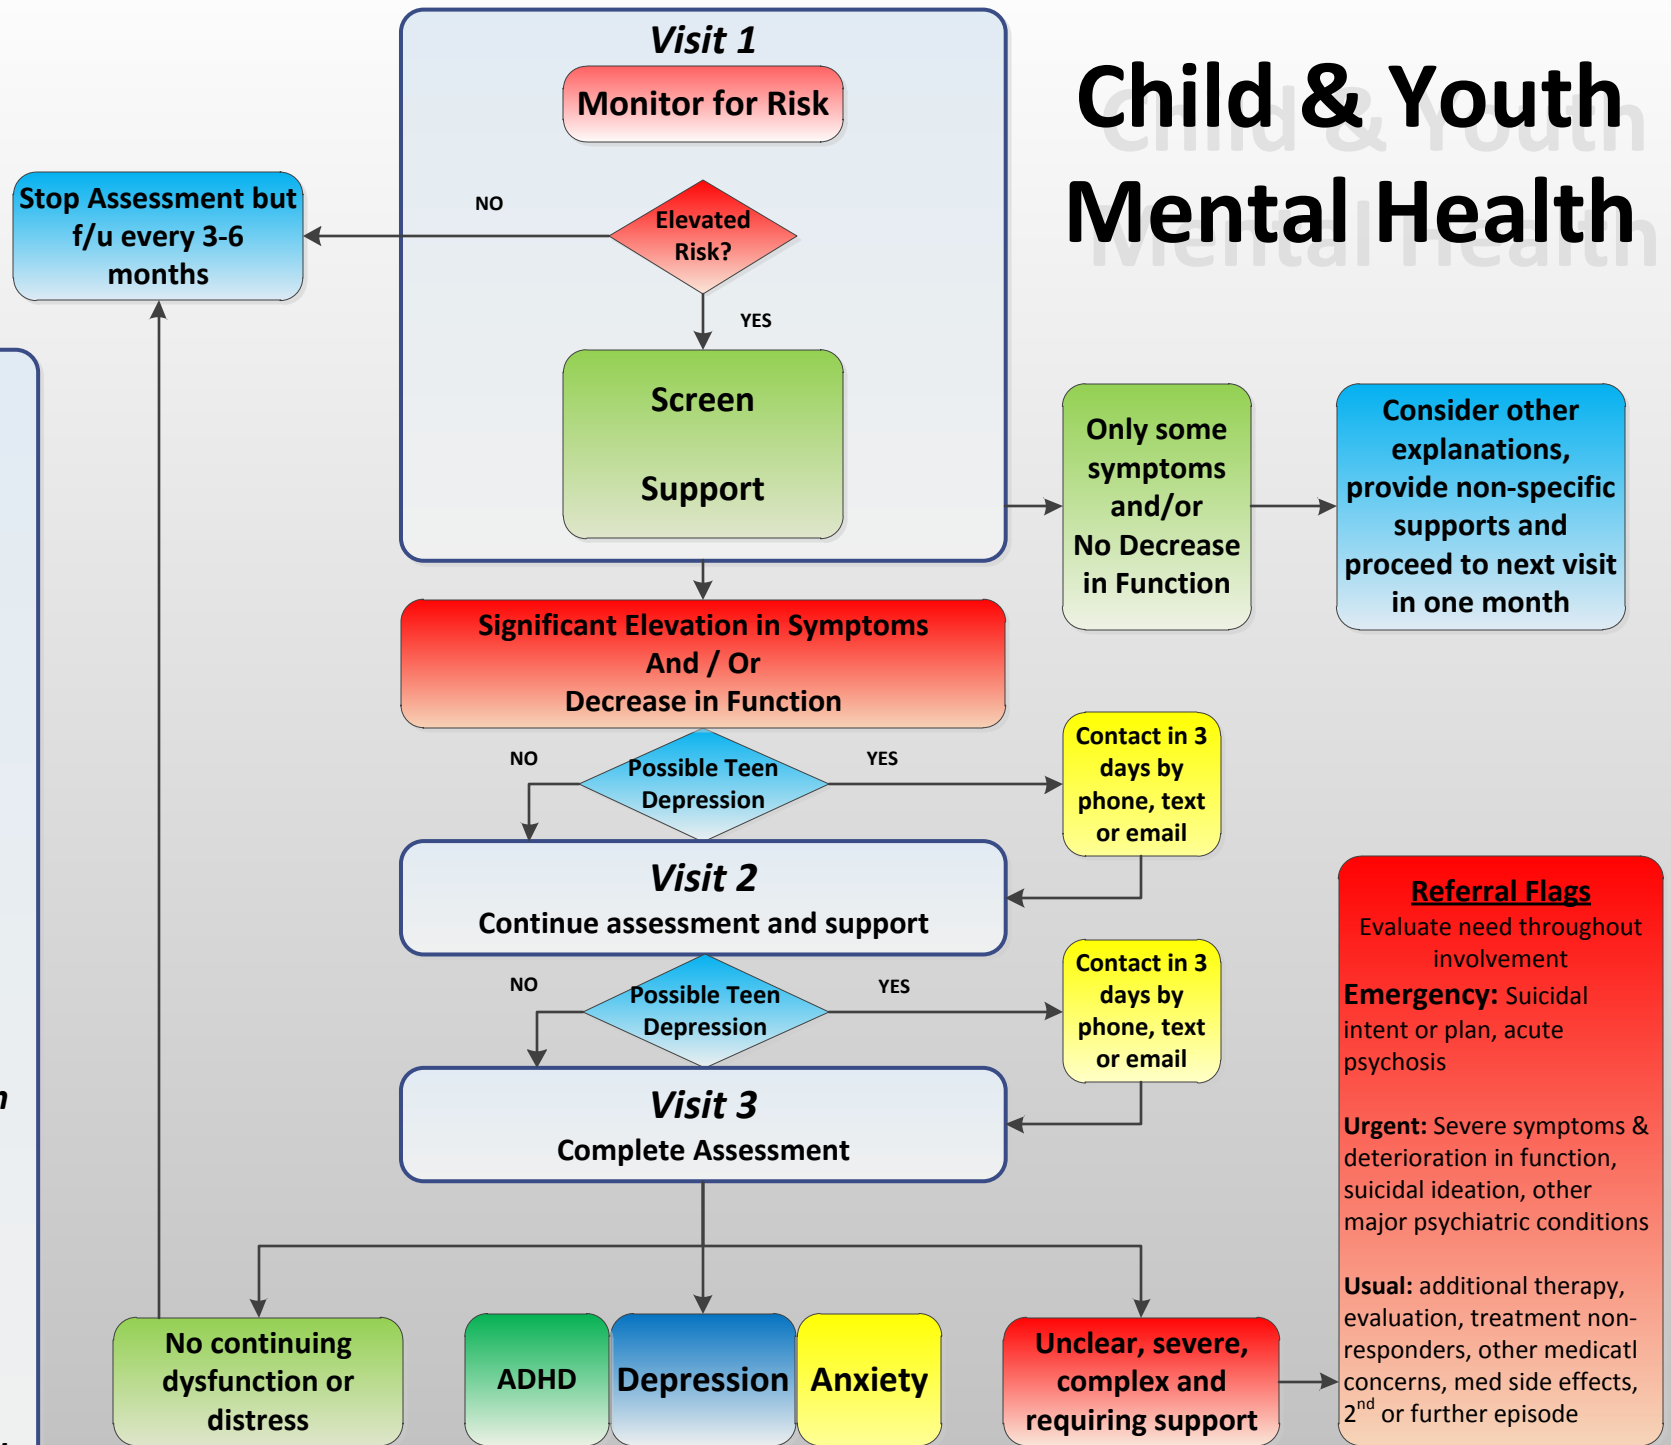 Child & Youth
Mental Health
Visit 1
Monitor for Risk
Elevated
Risk?
NO
YES
Stop Assessment but
f/u every 3-6
months
Screen
Support
Only some
symptoms
and/or
No Decrease
in Function
Consider other
explanations,
provide non-specific
supports and
proceed to next visit
in one month
Significant Elevation in Symptoms
And / Or
Decrease in Function
NO
Possible Teen
Depression
YES
Contact in 3
days by
phone, text
or email
Visit 2
Continue assessment and support
NO
Possible Teen
Depression
YES
Contact in 3
days by
phone, text
or email
Visit 3
Complete Assessment
No continuing
dysfunction or
distress
ADHD
Depression
Anxiety
Unclear, severe,
complex and
requiring support
Referral Flags
Evaluate need throughout
involvement
Emergency: Suicidal
intent or plan, acute
psychosis
Urgent: Severe symptoms &
deterioration in function,
suicidal ideation, other
major psychiatric conditions
Usual: additional therapy,
evaluation, treatment non-
responders, other medicatl
concerns, med side effects,
2nd or further episode